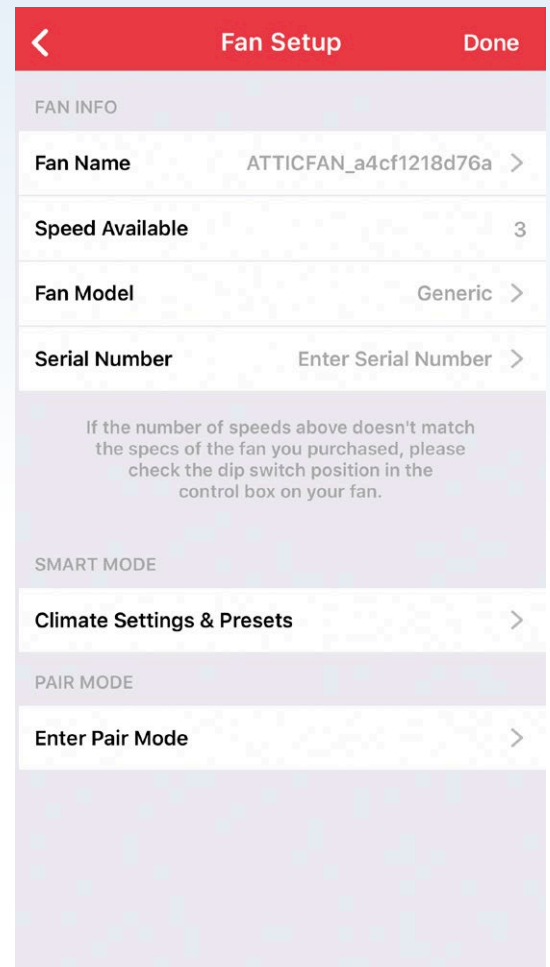 Fan Setup Done
FAN INFO
Fan Name ATTICFAN_a4cf1218d76a
Speed Available 3
Fan Model Generic
Serial Number Enter Serial Number
If the number of speeds above doesn't match
the specs of the fan you purchased, please
check the dip switch position in the
control box on your fan.
SMART MODE
Climate Settings & Presets
PAIR MODE
Enter Pair Mode